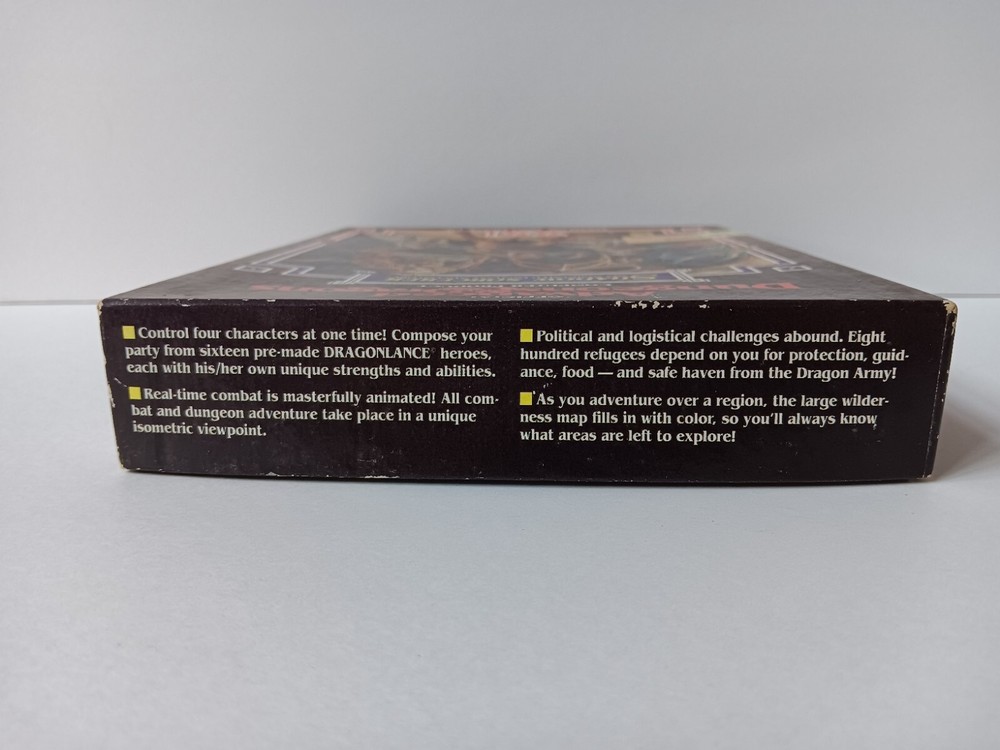 Control four characters at one time! Compose your
party from sixteen pre-made DRAGONLANCE® heroes,
each with his/her own unique strengths and abilities.
Real-time combat is masterfully animated! All com-
bat and dungeon adventure take place in a unique
isometric viewpoint.
Political and logistical challenges abound. Eight
hundred refugees depend on you for protection, guid-
ance, food — and safe haven from the Dragon Army!
As you adventure over a region, the large wilder-
ness map fills in with color, so you'll always know
what areas are left to explore!